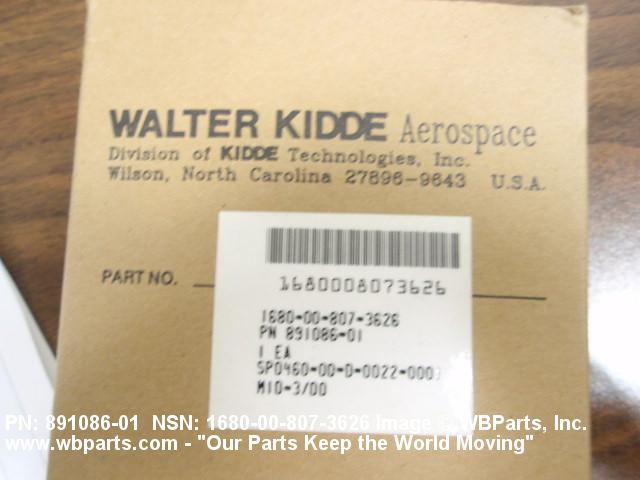 WALTER KIDDE Aerospace
Division of KIDDE Technologies, Inc.
Wilson, North Carolina 27896-9643 U.S.A.
PART NO.
1680008073626
1680-00-807-3626
PN 891086-01
1 EA
SP0460-00-D-0022-0003
M10-3/00
PN: 891086-01 NSN: 1680-00-807-3626 Image © WBParts, Inc.
www.wbparts.com - "Our Parts Keep the World Moving"